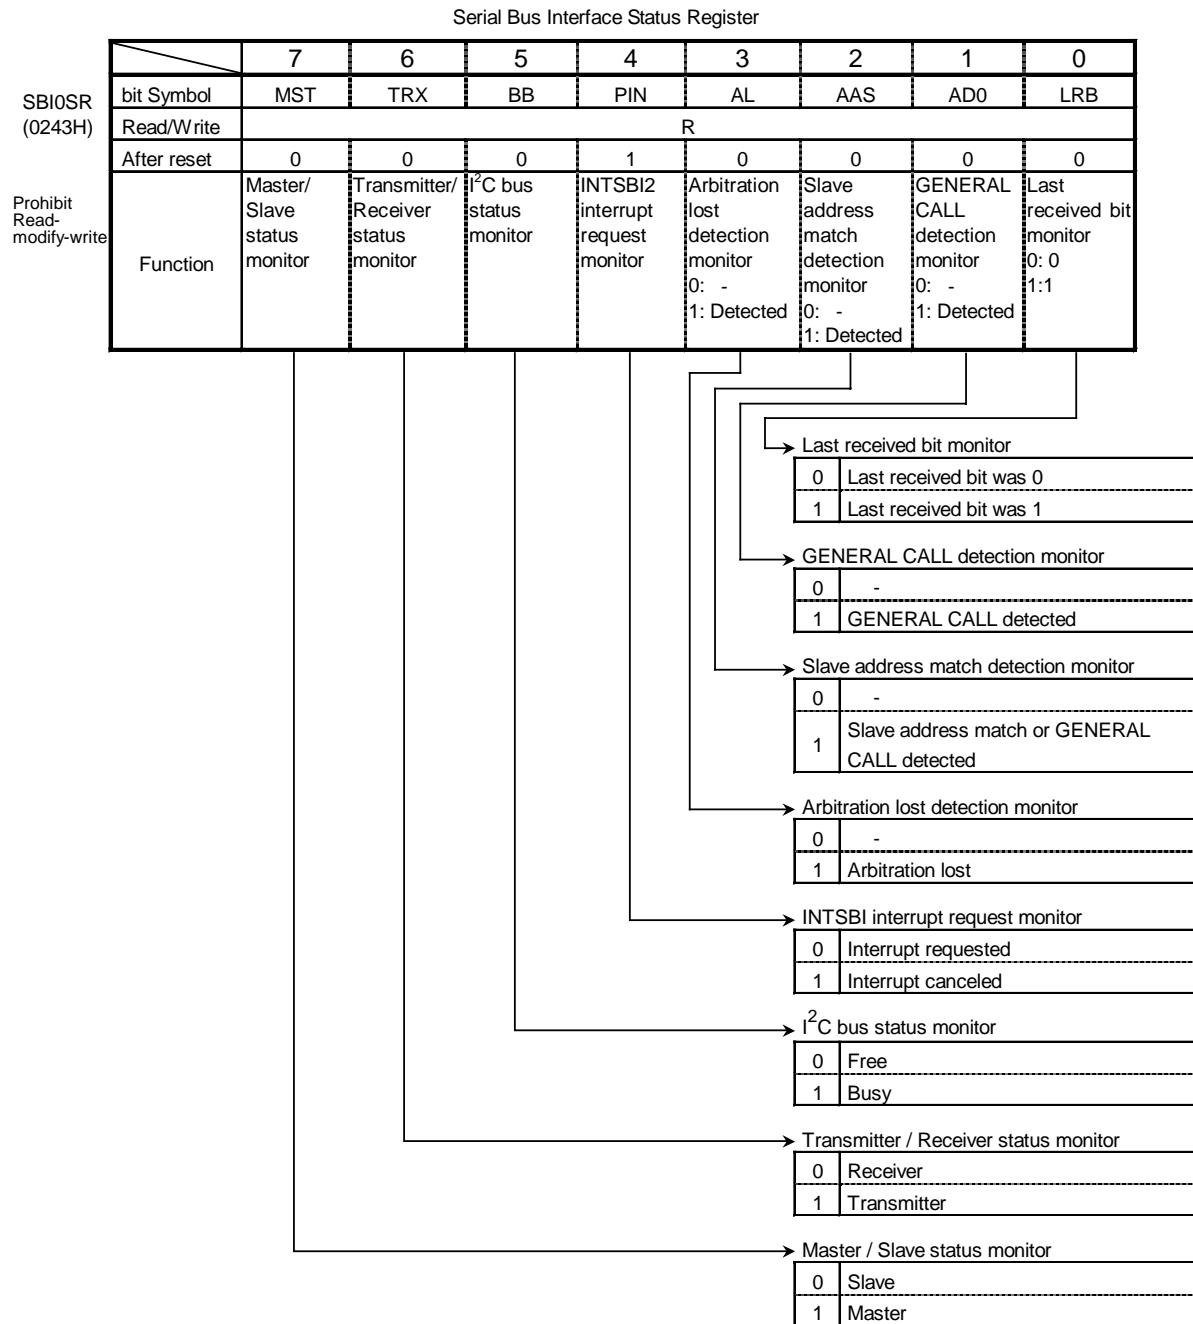 Serial Bus Interface Status Register
7 6 5 4 3 2 1 0
SBI0SR
(0243H)
bit Symbol MST TRX BB PIN AL AAS AD0 LRB
Read/Write R
After reset 0 0 0 1 0 0 0 0
Prohibit
Read-
modify-write
Function
Master/
Slave
status
monitor
Transmitter/
Receiver
status
monitor
I2C bus
status
monitor
INTSBI2
interrupt
request
monitor
Arbitration
lost
detection
monitor
0: -
1: Detected
Slave
address
match
detection
monitor
0: -
1: Detected
GENERAL
CALL
detection
monitor
0: -
1: Detected
Last
received bit
monitor
0: 0
1:1
Last received bit monitor
0 Last received bit was 0
1 Last received bit was 1
GENERAL CALL detection monitor
0 -
1 GENERAL CALL detected
Slave address match detection monitor
0 -
1 Slave address match or GENERAL
CALL detected
Arbitration lost detection monitor
0 -
1 Arbitration lost
INTSBI interrupt request monitor
0 Interrupt requested
1 Interrupt canceled
I2C bus status monitor
0 Free
1 Busy
Transmitter / Receiver status monitor
0 Receiver
1 Transmitter
Master / Slave status monitor
0 Slave
1 Master